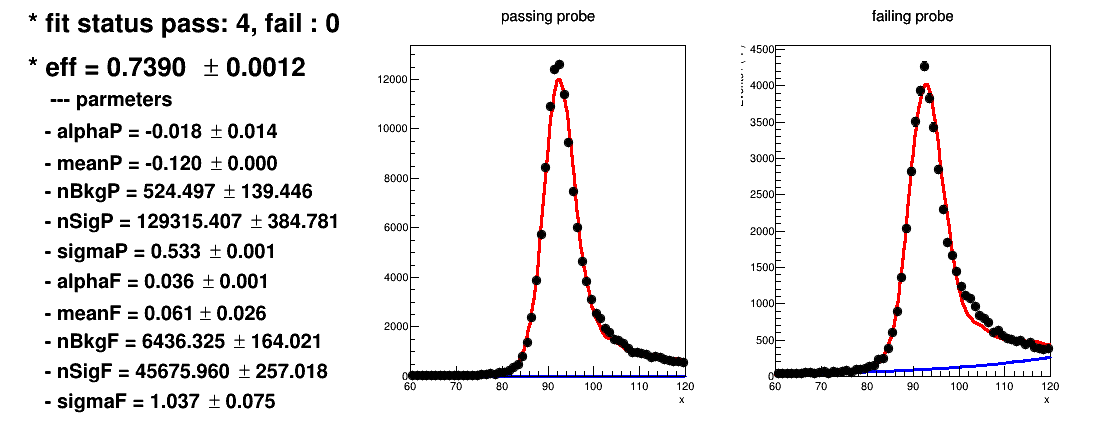 * fit status pass: 4, fail : 0
* eff = 0.7390 ± 0.0012
--- parmeters
- alphaP = -0.018 ± 0.014
- meanP = -0.120 ± 0.000
- nBkgP = 524.497 ± 139.446
- nSigP = 129315.407 ± 384.781
- sigmaP = 0.533 ± 0.001
- alphaF = 0.036 ± 0.001
- meanF = 0.061 ± 0.026
- nBkgF = 6436.325 ± 164.021
- nSigF = 45675.960 ± 257.018
- sigmaF = 1.037 ± 0.075
passing probe
12000
10000
8000
6000
4000
2000
0
60 70 80 90 100 110 120
x
failing probe
4500
4000
3500
3000
2500
2000
1500
1000
500
0
60 70 80 90 100 110 120
x